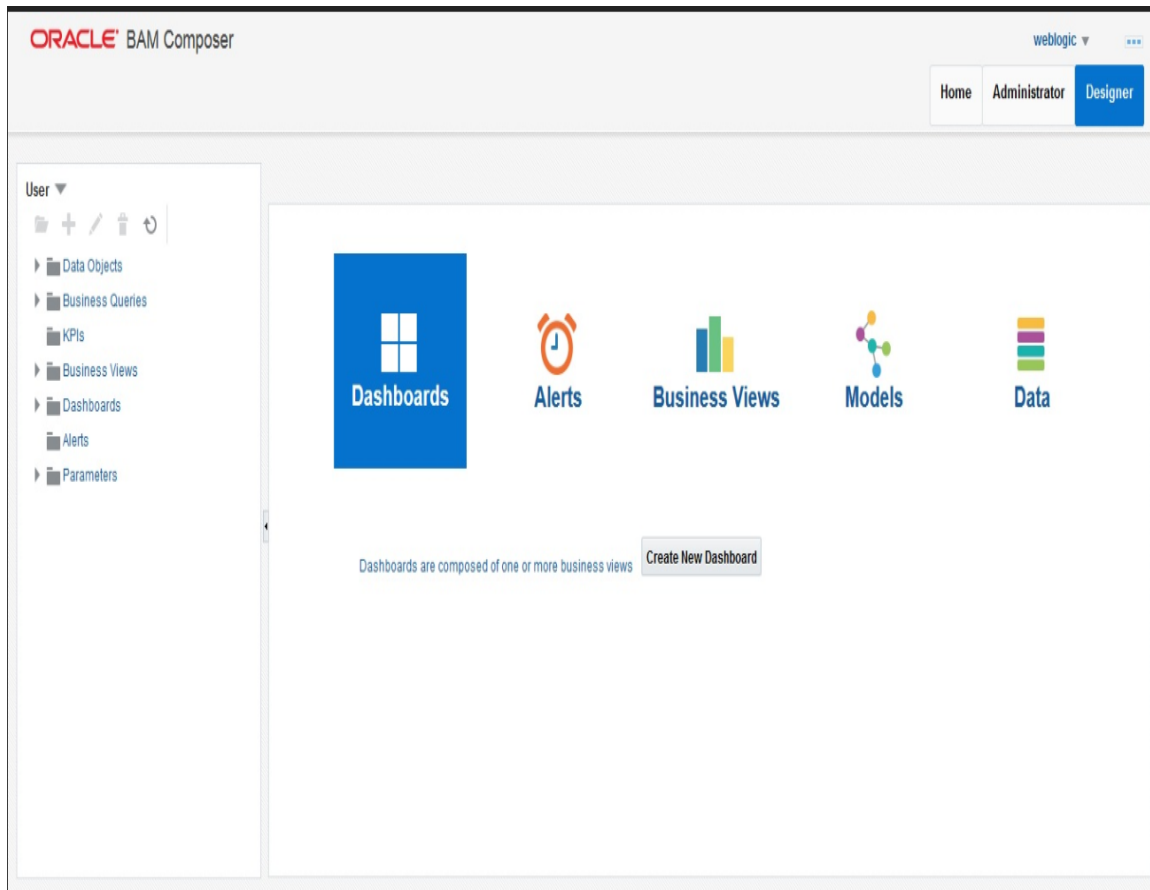 ORACLE® BAM Composer
weblogic
Home Administrator Designer
User
Data Objects
Business Queries
KPIs
Business Views
Dashboards
Alerts
Parameters
Dashboards Alerts Business Views Models Data
Dashboards are composed of one or more business views Create New Dashboard